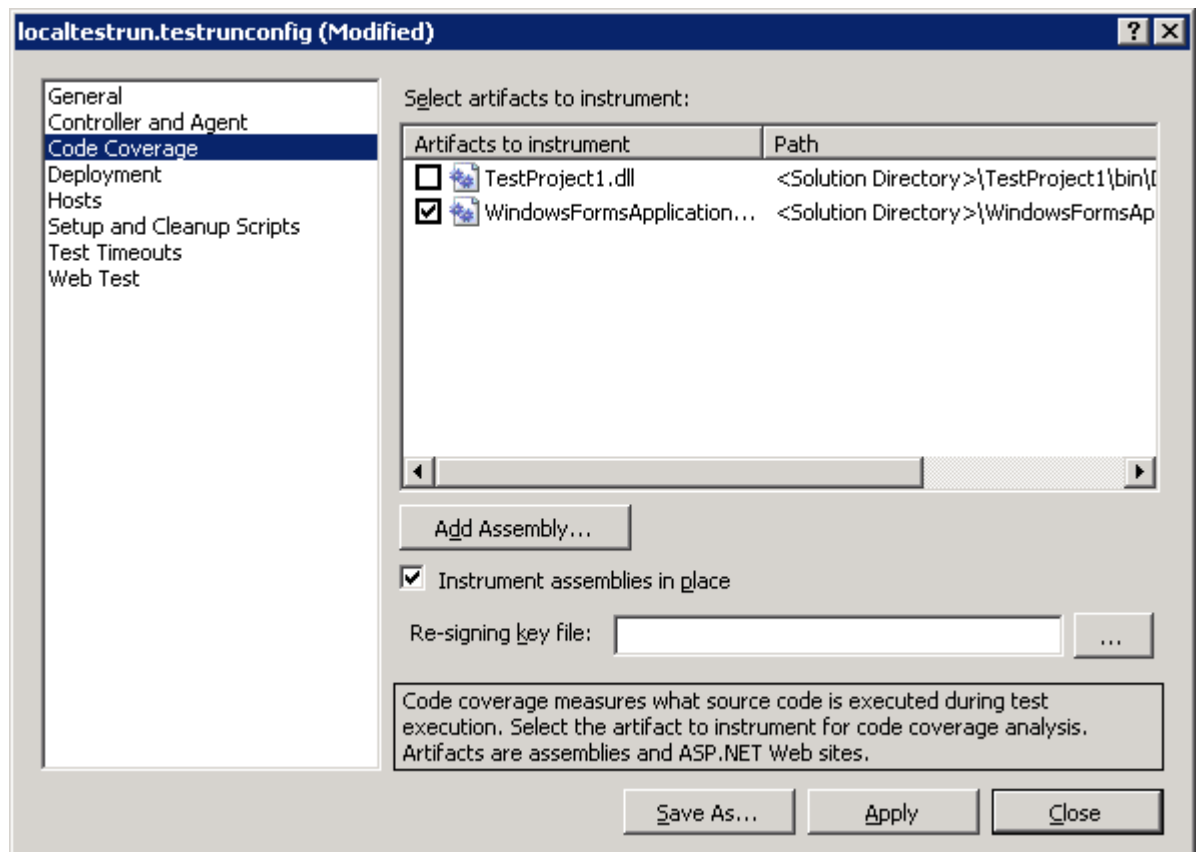 localtestrun.testrunconfig (Modified)
General
Controller and Agent
Code Coverage
Deployment
Hosts
Setup and Cleanup Scripts
Test Timeouts
Web Test
Select artifacts to instrument:
Artifacts to instrument Path
TestProject1.dll <Solution Directory>\TestProject1\bin\
WindowsFormsApplication... <Solution Directory>\WindowsFormsAp
Add Assembly...
Instrument assemblies in place
Re-signing key file: ...
Code coverage measures what source code is executed during test
execution. Select the artifact to instrument for code coverage analysis.
Artifacts are assemblies and ASP.NET Web sites.
Save As... Apply Close